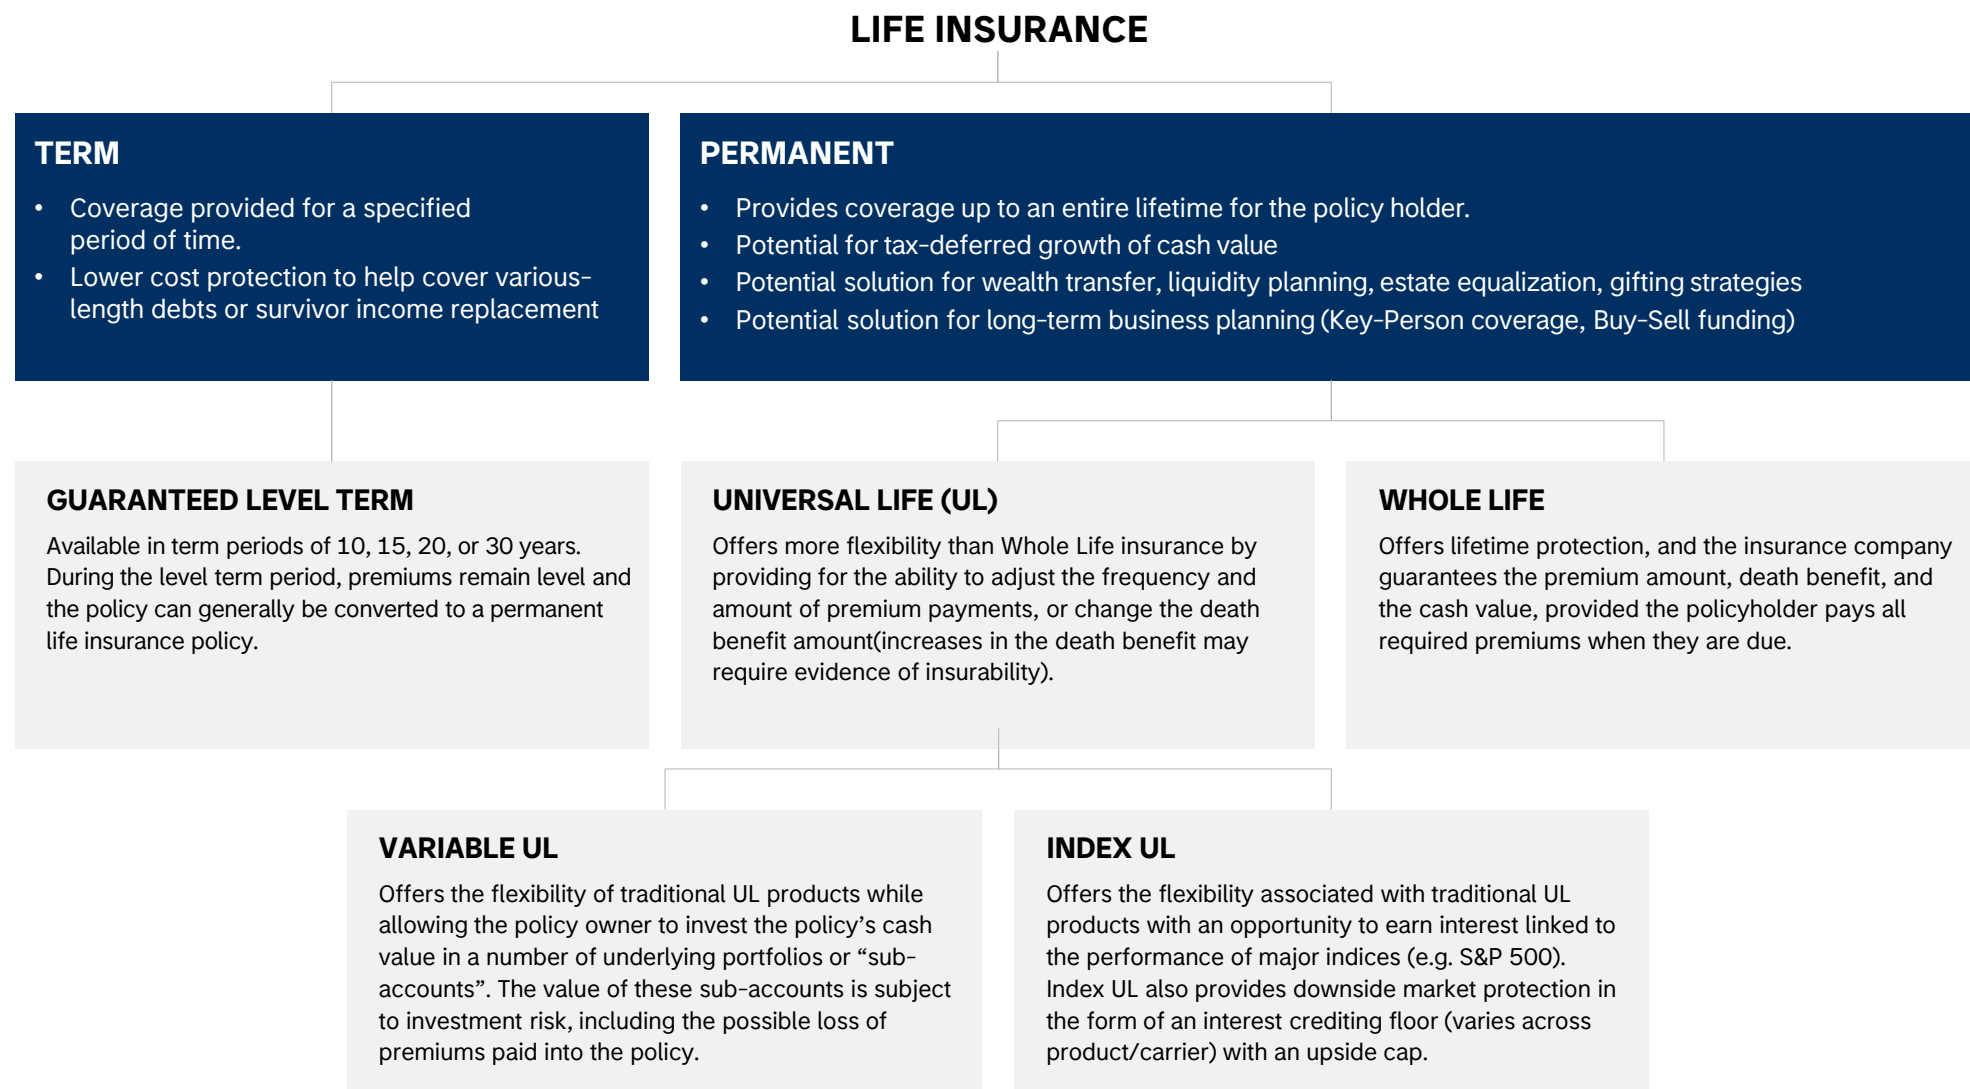 LIFE INSURANCE
TERM
• Coverage provided for a specified
period of time.
• Lower cost protection to help cover various-
length debts or survivor income replacement
PERMANENT
• Provides coverage up to an entire lifetime for the policy holder.
• Potential for tax-deferred growth of cash value
• Potential solution for wealth transfer, liquidity planning, estate equalization, gifting strategies
• Potential solution for long-term business planning (Key-Person coverage, Buy-Sell funding)
GUARANTEED LEVEL TERM
Available in term periods of 10, 15, 20, or 30 years.
During the level term period, premiums remain level and
the policy can generally be converted to a permanent
life insurance policy.
UNIVERSAL LIFE (UL)
Offers more flexibility than Whole Life insurance by
providing for the ability to adjust the frequency and
amount of premium payments, or change the death
benefit amount(increases in the death benefit may
require evidence of insurability).
WHOLE LIFE
Offers lifetime protection, and the insurance company
guarantees the premium amount, death benefit, and
the cash value, provided the policyholder pays all
required premiums when they are due.
VARIABLE UL
Offers the flexibility of traditional UL products while
allowing the policy owner to invest the policy’s cash
value in a number of underlying portfolios or “sub-
accounts”. The value of these sub-accounts is subject
to investment risk, including the possible loss of
premiums paid into the policy.
INDEX UL
Offers the flexibility associated with traditional UL
products with an opportunity to earn interest linked to
the performance of major indices (e.g. S&P 500).
Index UL also provides downside market protection in
the form of an interest crediting floor (varies across
product/carrier) with an upside cap.